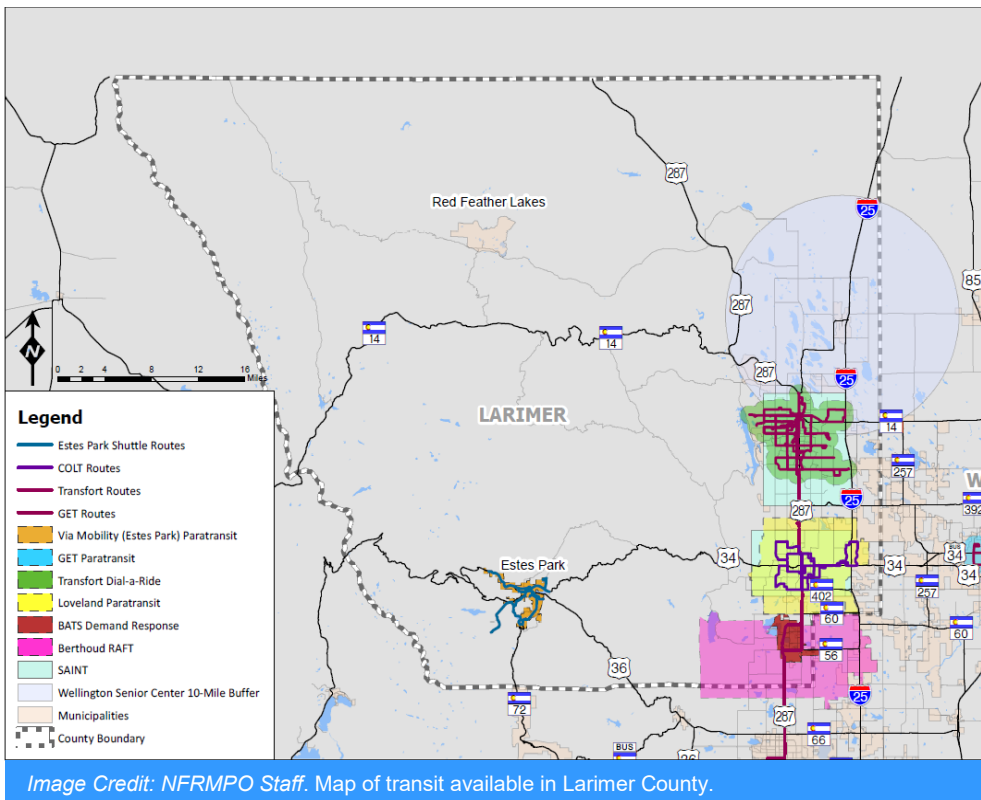 287
25
Red Feather Lakes
85
287
14
14
287
25
LARIMER
14
257
25
287
392
W
BUS
34
34
34
34
Estes Park
402
257
60
60
56
36
25
72
287
66
BUS
36
N
0 2 4 8 12 16
Miles
Legend
Estes Park Shuttle Routes
COLT Routes
Transfort Routes
GET Routes
Via Mobility (Estes Park) Paratransit
GET Paratransit
Transfort Dial-a-Ride
Loveland Paratransit
BATS Demand Response
Berthoud RAFT
SAINT
Wellington Senior Center 10-Mile Buffer
Municipalities
County Boundary
Image Credit: NFRMPO Staff. Map of transit available in Larimer County.